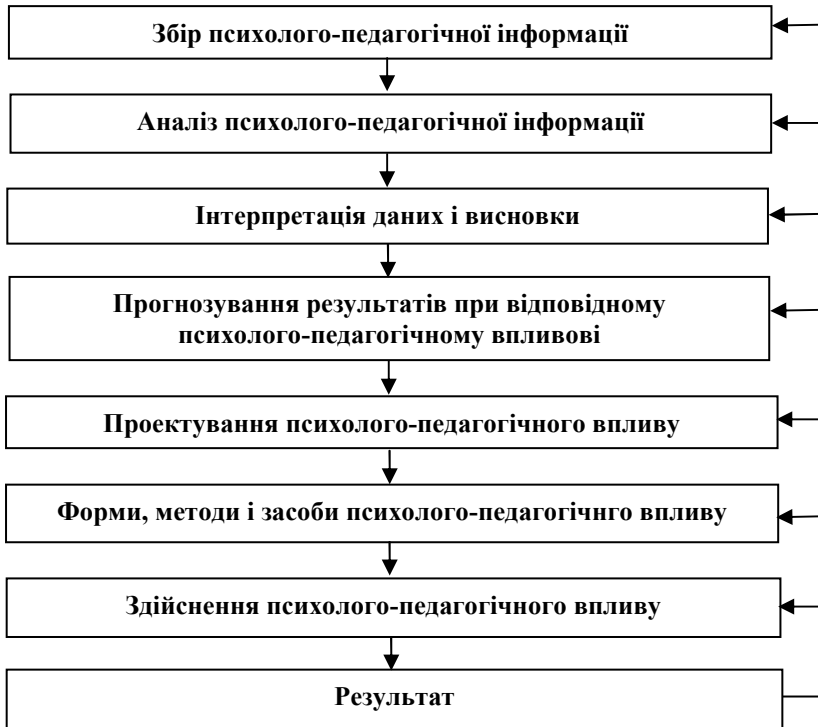 Збір психолого-педагогічної інформації
Аналіз психолого-педагогічної інформації
Інтерпретація даних і висновки
Прогнозування результатів при відповідному
психолого-педагогічному впливові
Проектування психолого-педагогічного впливу
Форми, методи і засоби психолого-педагогічнго впливу
Здійснення психолого-педагогічного впливу
Результат